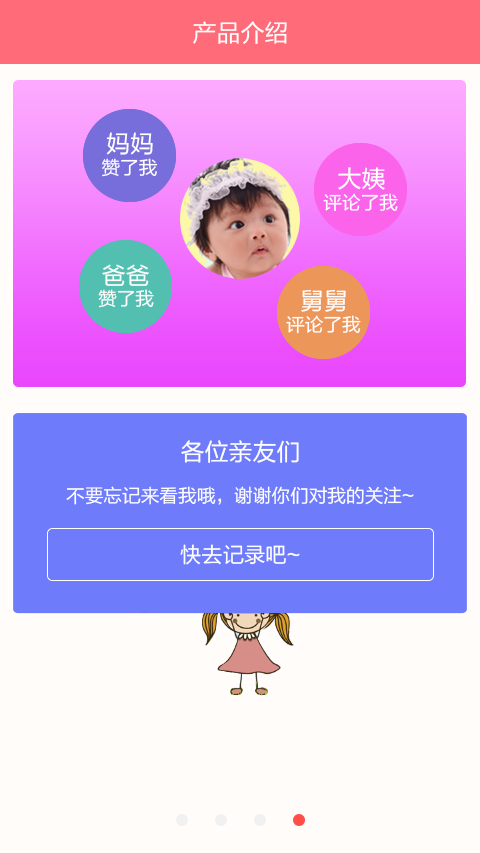 产品介绍
妈妈
赞了我
大姨
评论了我
爸爸
赞了我
舅舅
评论了我
各位亲友们
不要忘记来看我哦，谢谢你们对我的关注~
快去记录吧~